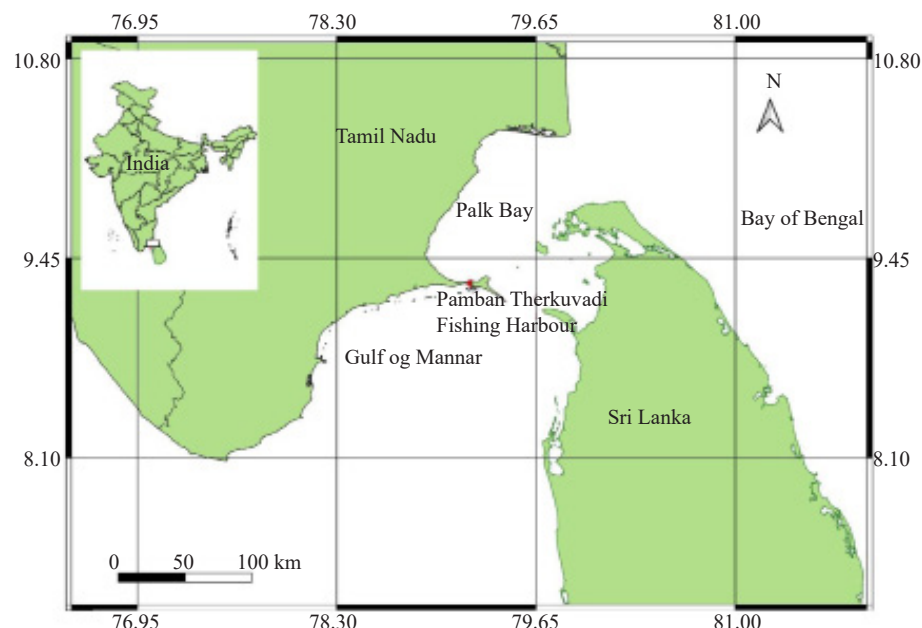 76.95 78.30 79.65 81.00
10.80 10.80
N
Tamil Nadu
India
Palk Bay
Bay of Bengal
9.45 9.45
Pamban Therkuvadi
Fishing Harbour
Gulf og Mannar
Sri Lanka
8.10 8.10
0 50 100 km
76.95 78.30 79.65 81.00